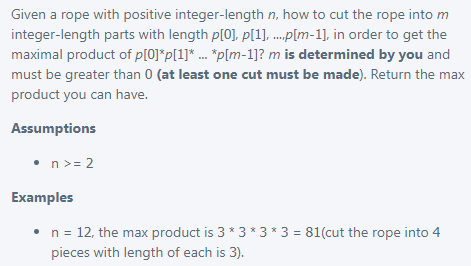 Given a rope with positive integer-length n, how to cut the rope into m
integer-length parts with length p[0], p[1], ...,p[m-1], in order to get the
maximal product of p[0]*p[1]* ... *p[m-1]? m is determined by you and
must be greater than 0 (at least one cut must be made). Return the max
product you can have.
Assumptions
• n >= 2
Examples
• n = 12, the max product is 3 * 3 * 3 * 3 = 81(cut the rope into 4
pieces with length of each is 3).